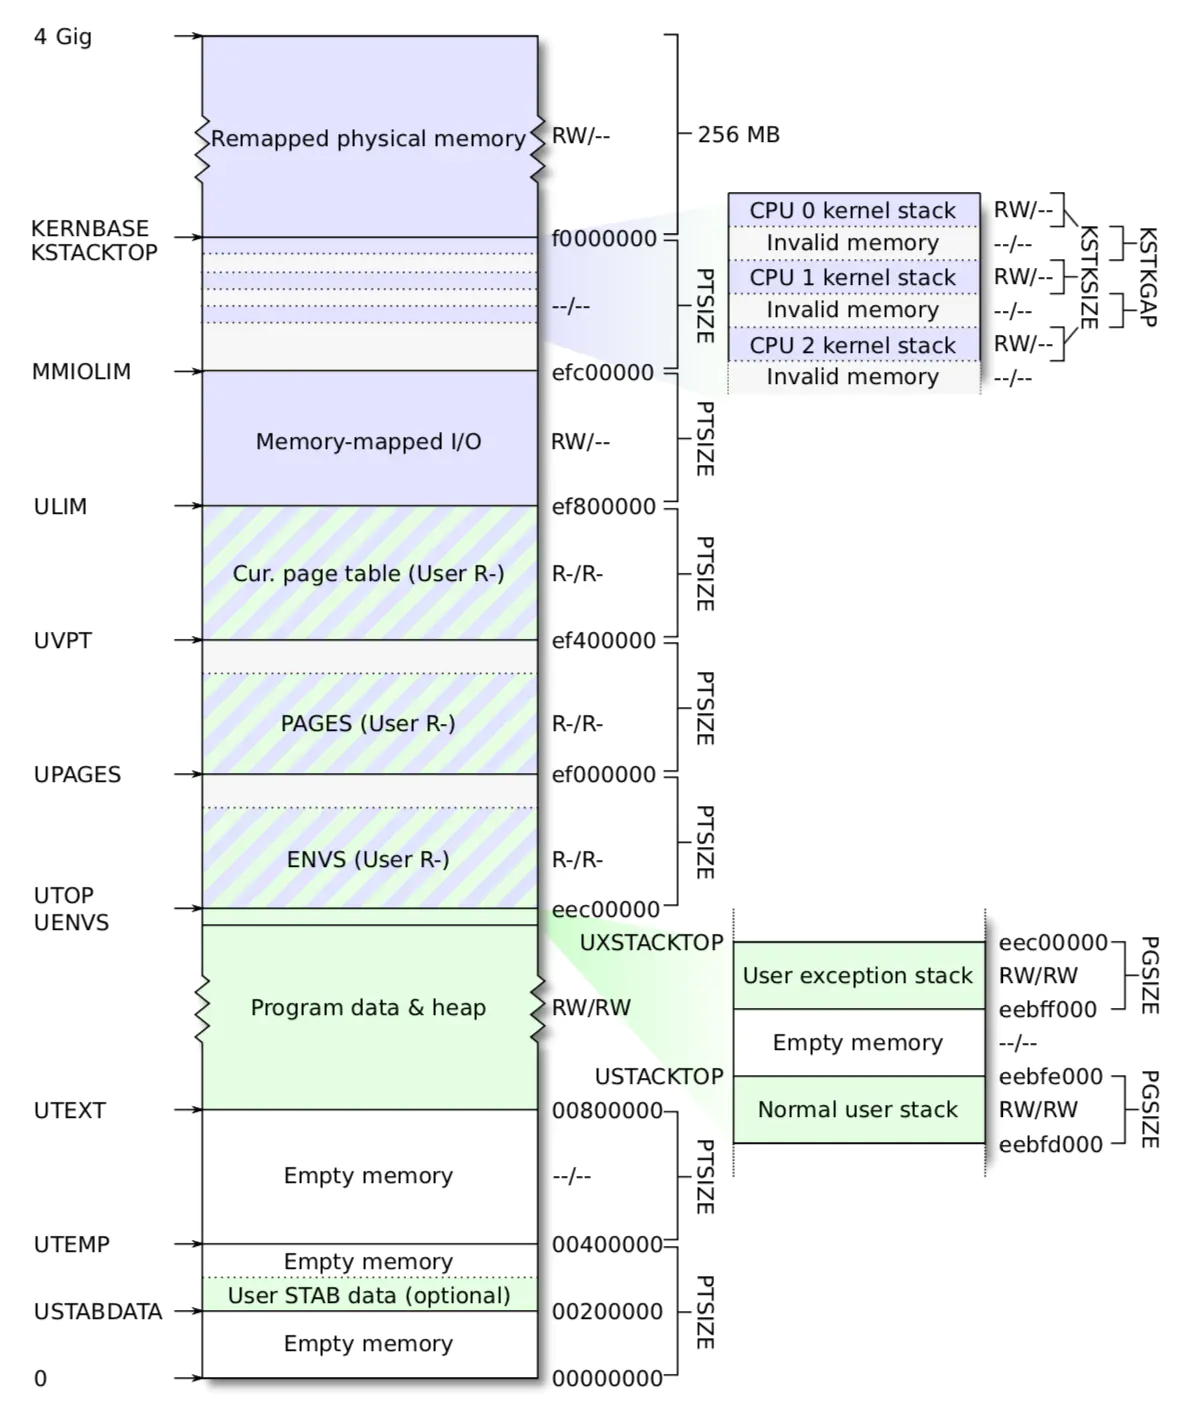 4 Gig
Remapped physical memory
RW/--
256 MB
KERNBASE
KSTACKTOP
f0000000
--/--
PTSIZE
CPU 0 kernel stack
RW/--
Invalid memory
--/--
CPU 1 kernel stack
RW/--
Invalid memory
--/--
CPU 2 kernel stack
RW/--
Invalid memory
--/--
KSTKSIZE
KSTKGAP
MMIOLIM
efc00000
Memory-mapped I/O
RW/--
PTSIZE
ULIM
ef800000
Cur. page table (User R-)
R-/R-
PTSIZE
UVPT
ef400000
PAGES (User R-)
R-/R-
PTSIZE
UPAGES
ef000000
ENVS (User R-)
R-/R-
PTSIZE
UTOP
UENVS
eec00000
Program data & heap
RW/RW
UXSTACKTOP
eec00000
User exception stack
RW/RW
PGSIZE
eebff000
Empty memory
--/--
USTACKTOP
eebfe000
Normal user stack
RW/RW
PGSIZE
eebfd000
UTEXT
00800000
Empty memory
--/--
PTSIZE
UTEMP
00400000
Empty memory
User STAB data (optional)
PTSIZE
USTABDATA
00200000
Empty memory
0
00000000